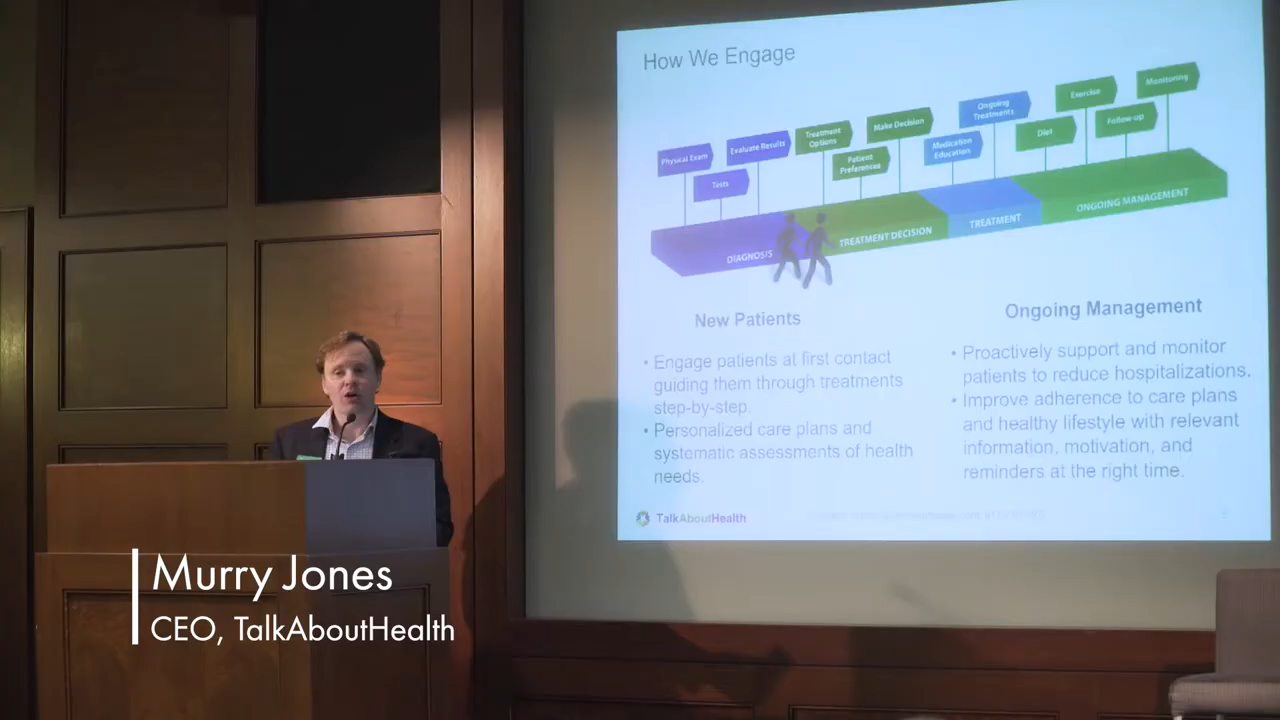 How We Engage
Physical Exam
Tests
Evaluate Results
Treatment
Options
Patient
Preferences
Make Decision
Medication
Education
Ongoing
Treatments
Diet
Exercise
Follow-up
Monitoring
DIAGNOSIS
TREATMENT DECISION
TREATMENT
ONGOING MANAGEMENT
New Patients
• Engage patients at first contact
guiding them through treatments
step-by-step.
• Personalized care plans and
systematic assessments of health
needs.
Ongoing Management
• Proactively support and monitor
patients to reduce hospitalizations.
• Improve adherence to care plans
and healthy lifestyle with relevant
information, motivation, and
reminders at the right time.
TalkAboutHealth
Murry Jones
CEO, TalkAboutHealth